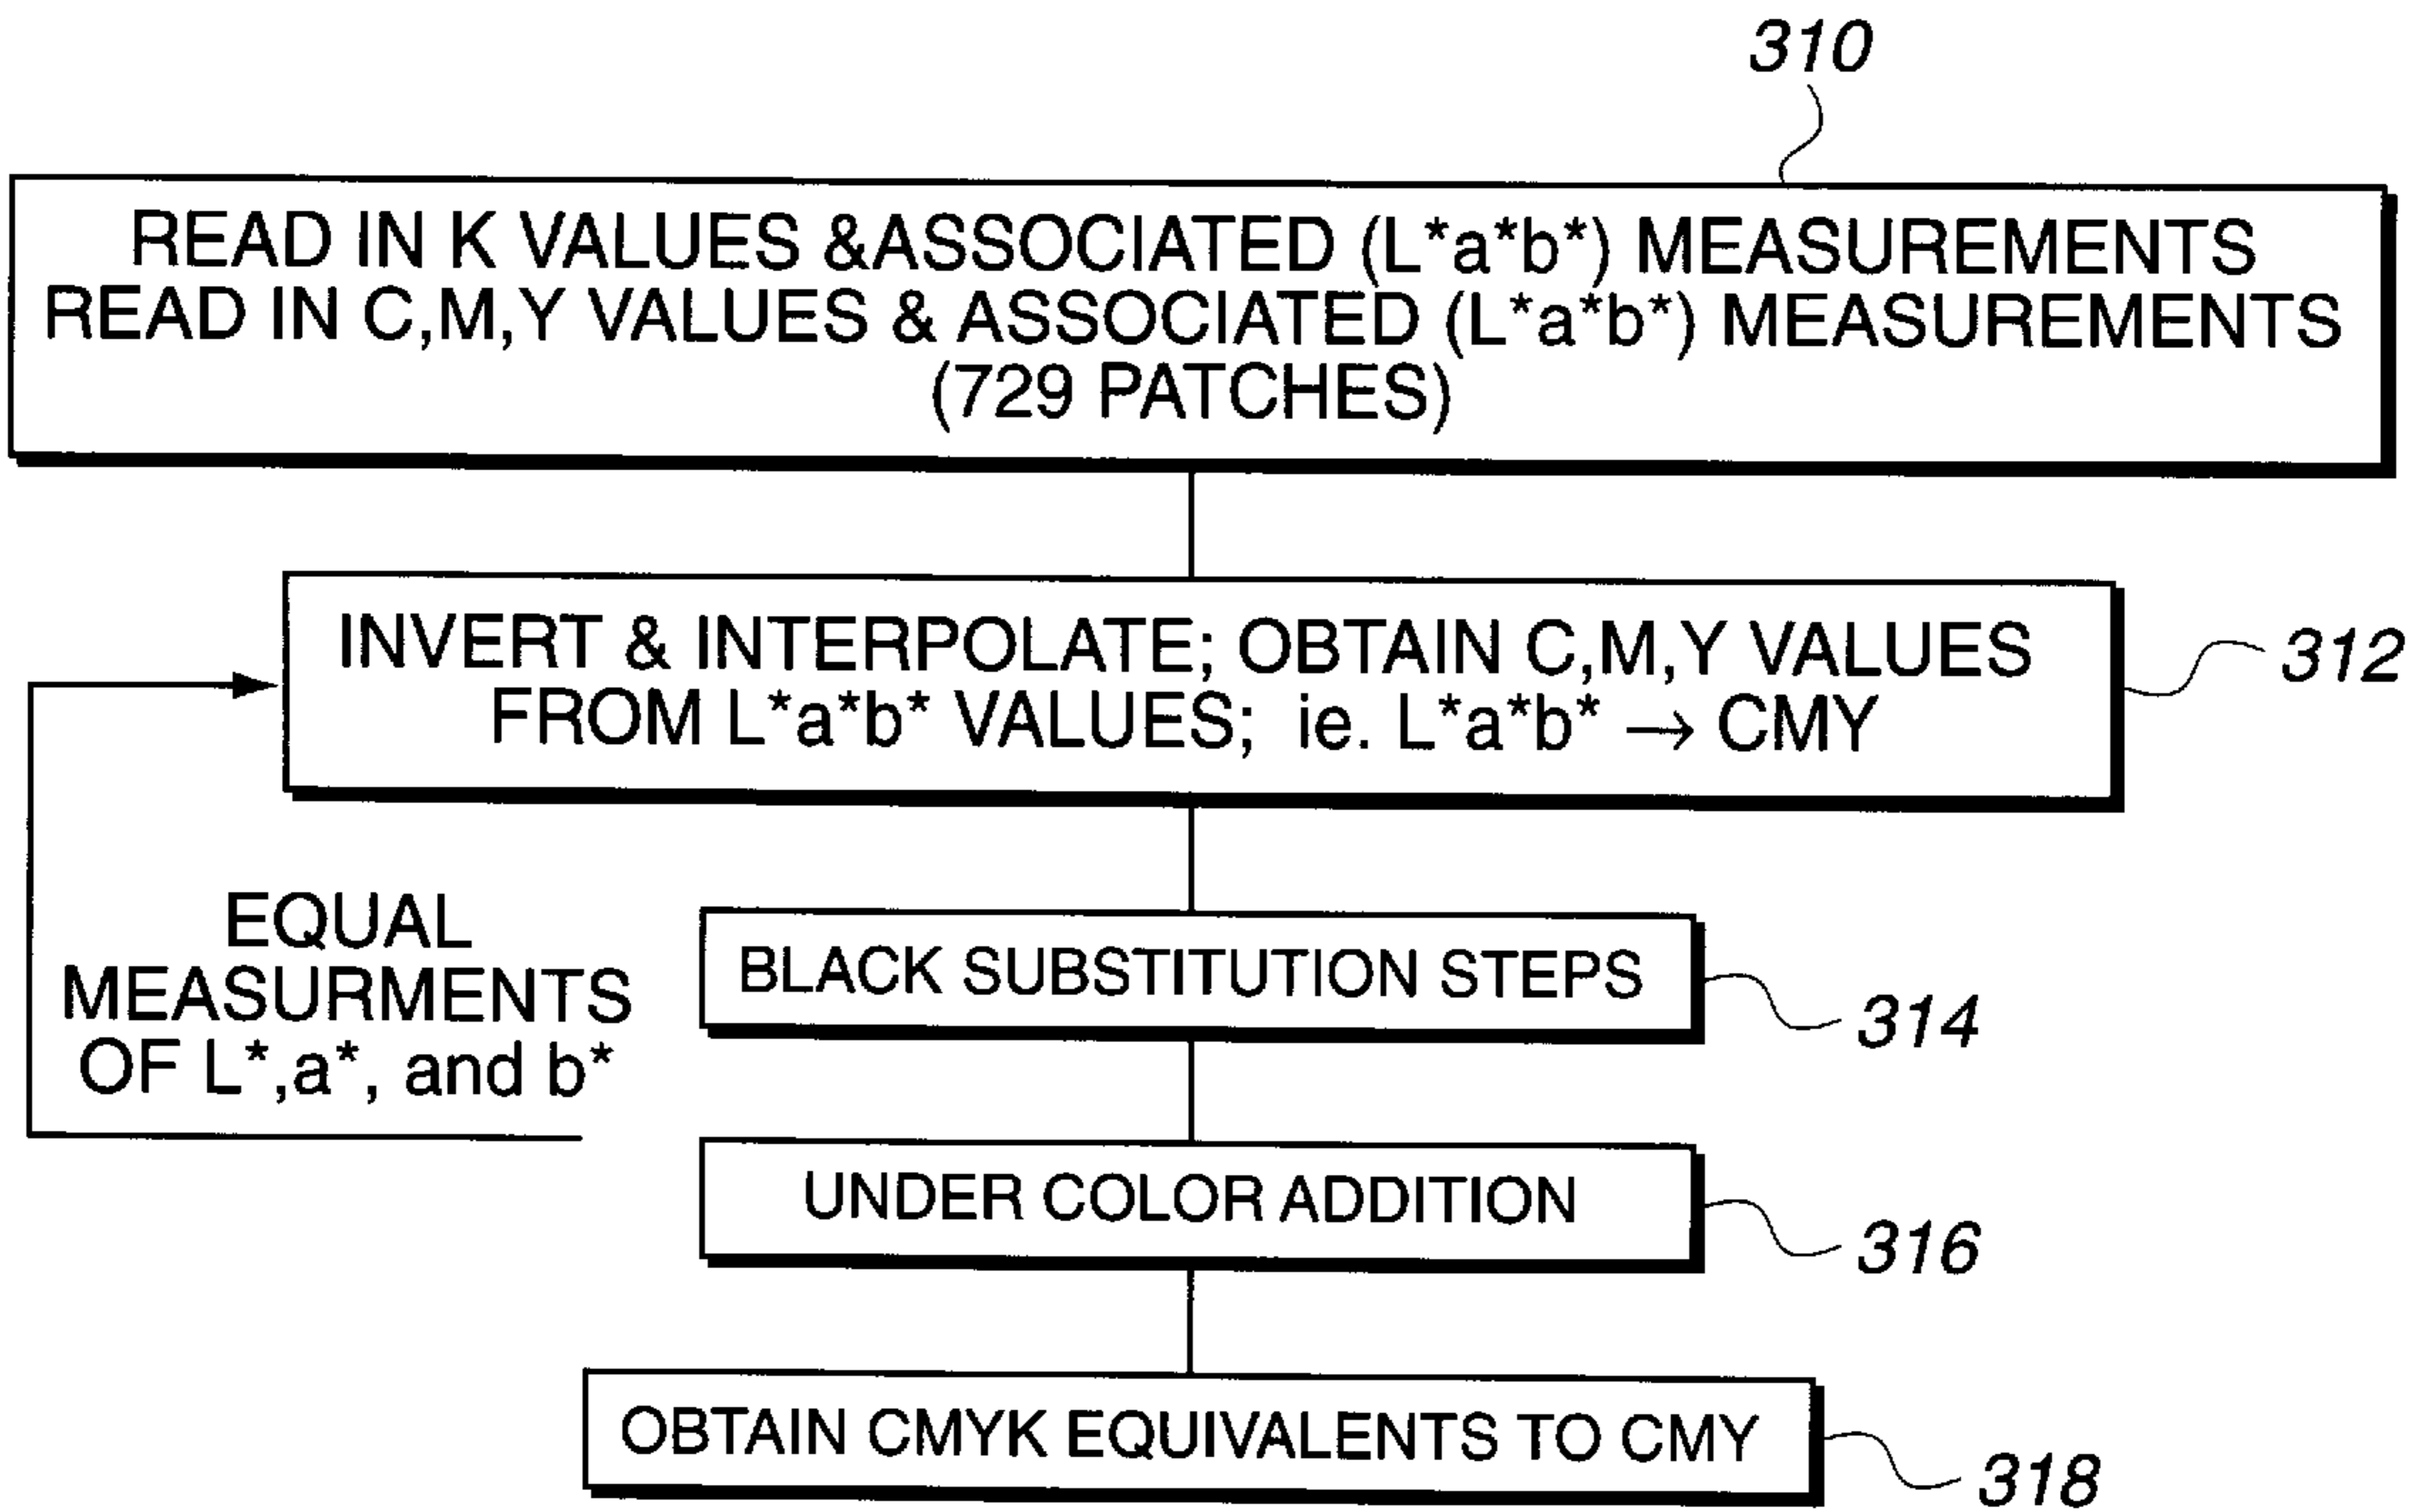 310
READ IN K VALUES &ASSOCIATED (L*a*b*) MEASUREMENTS
READ IN C,M,Y VALUES & ASSOCIATED (L*a*b*) MEASUREMENTS
(729 PATCHES)
INVERT & INTERPOLATE; OBTAIN C,M,Y VALUES
FROM L*a*b* VALUES; ie. L*a*b* → CMY
312
EQUAL
MEASURMENTS
OF L*,a*, and b*
BLACK SUBSTITUTION STEPS
314
UNDER COLOR ADDITION
316
OBTAIN CMYK EQUIVALENTS TO CMY
318